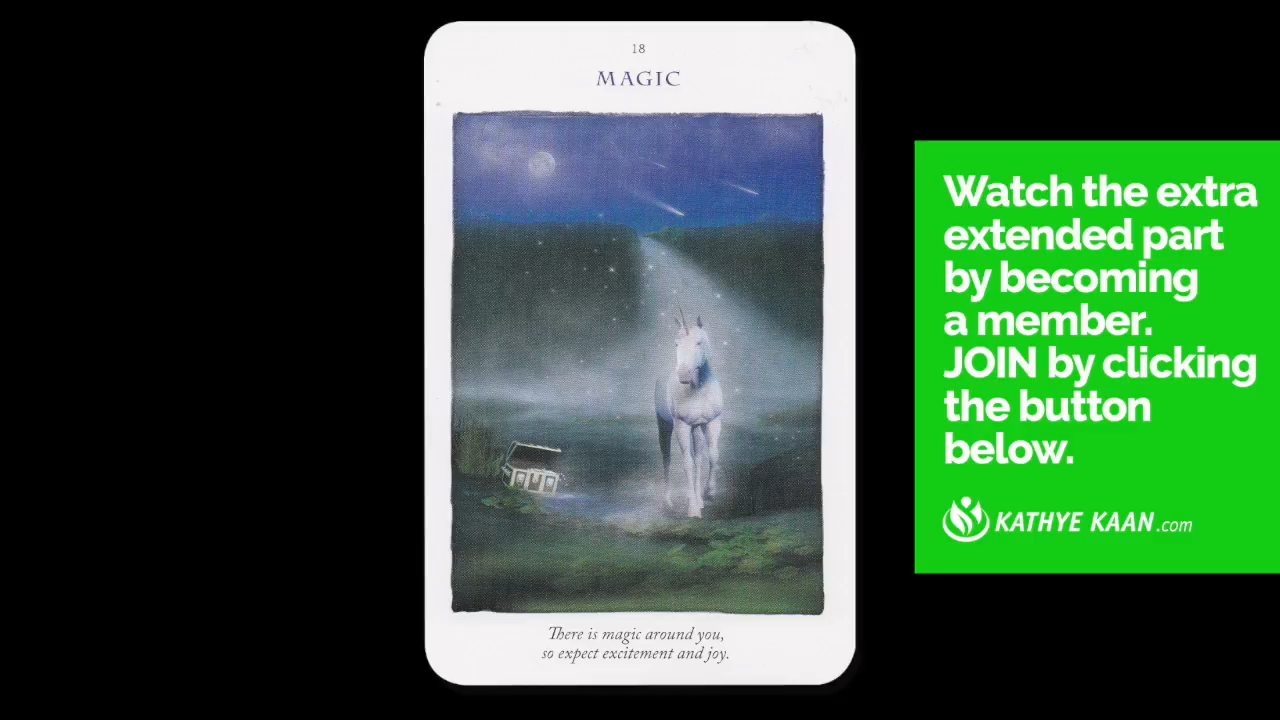 18
MAGIC
There is magic around you,
so expect excitement and joy.
Watch the extra
extended part
by becoming
a member.
JOIN by clicking
the button
below.
KATHYE KAAN.com